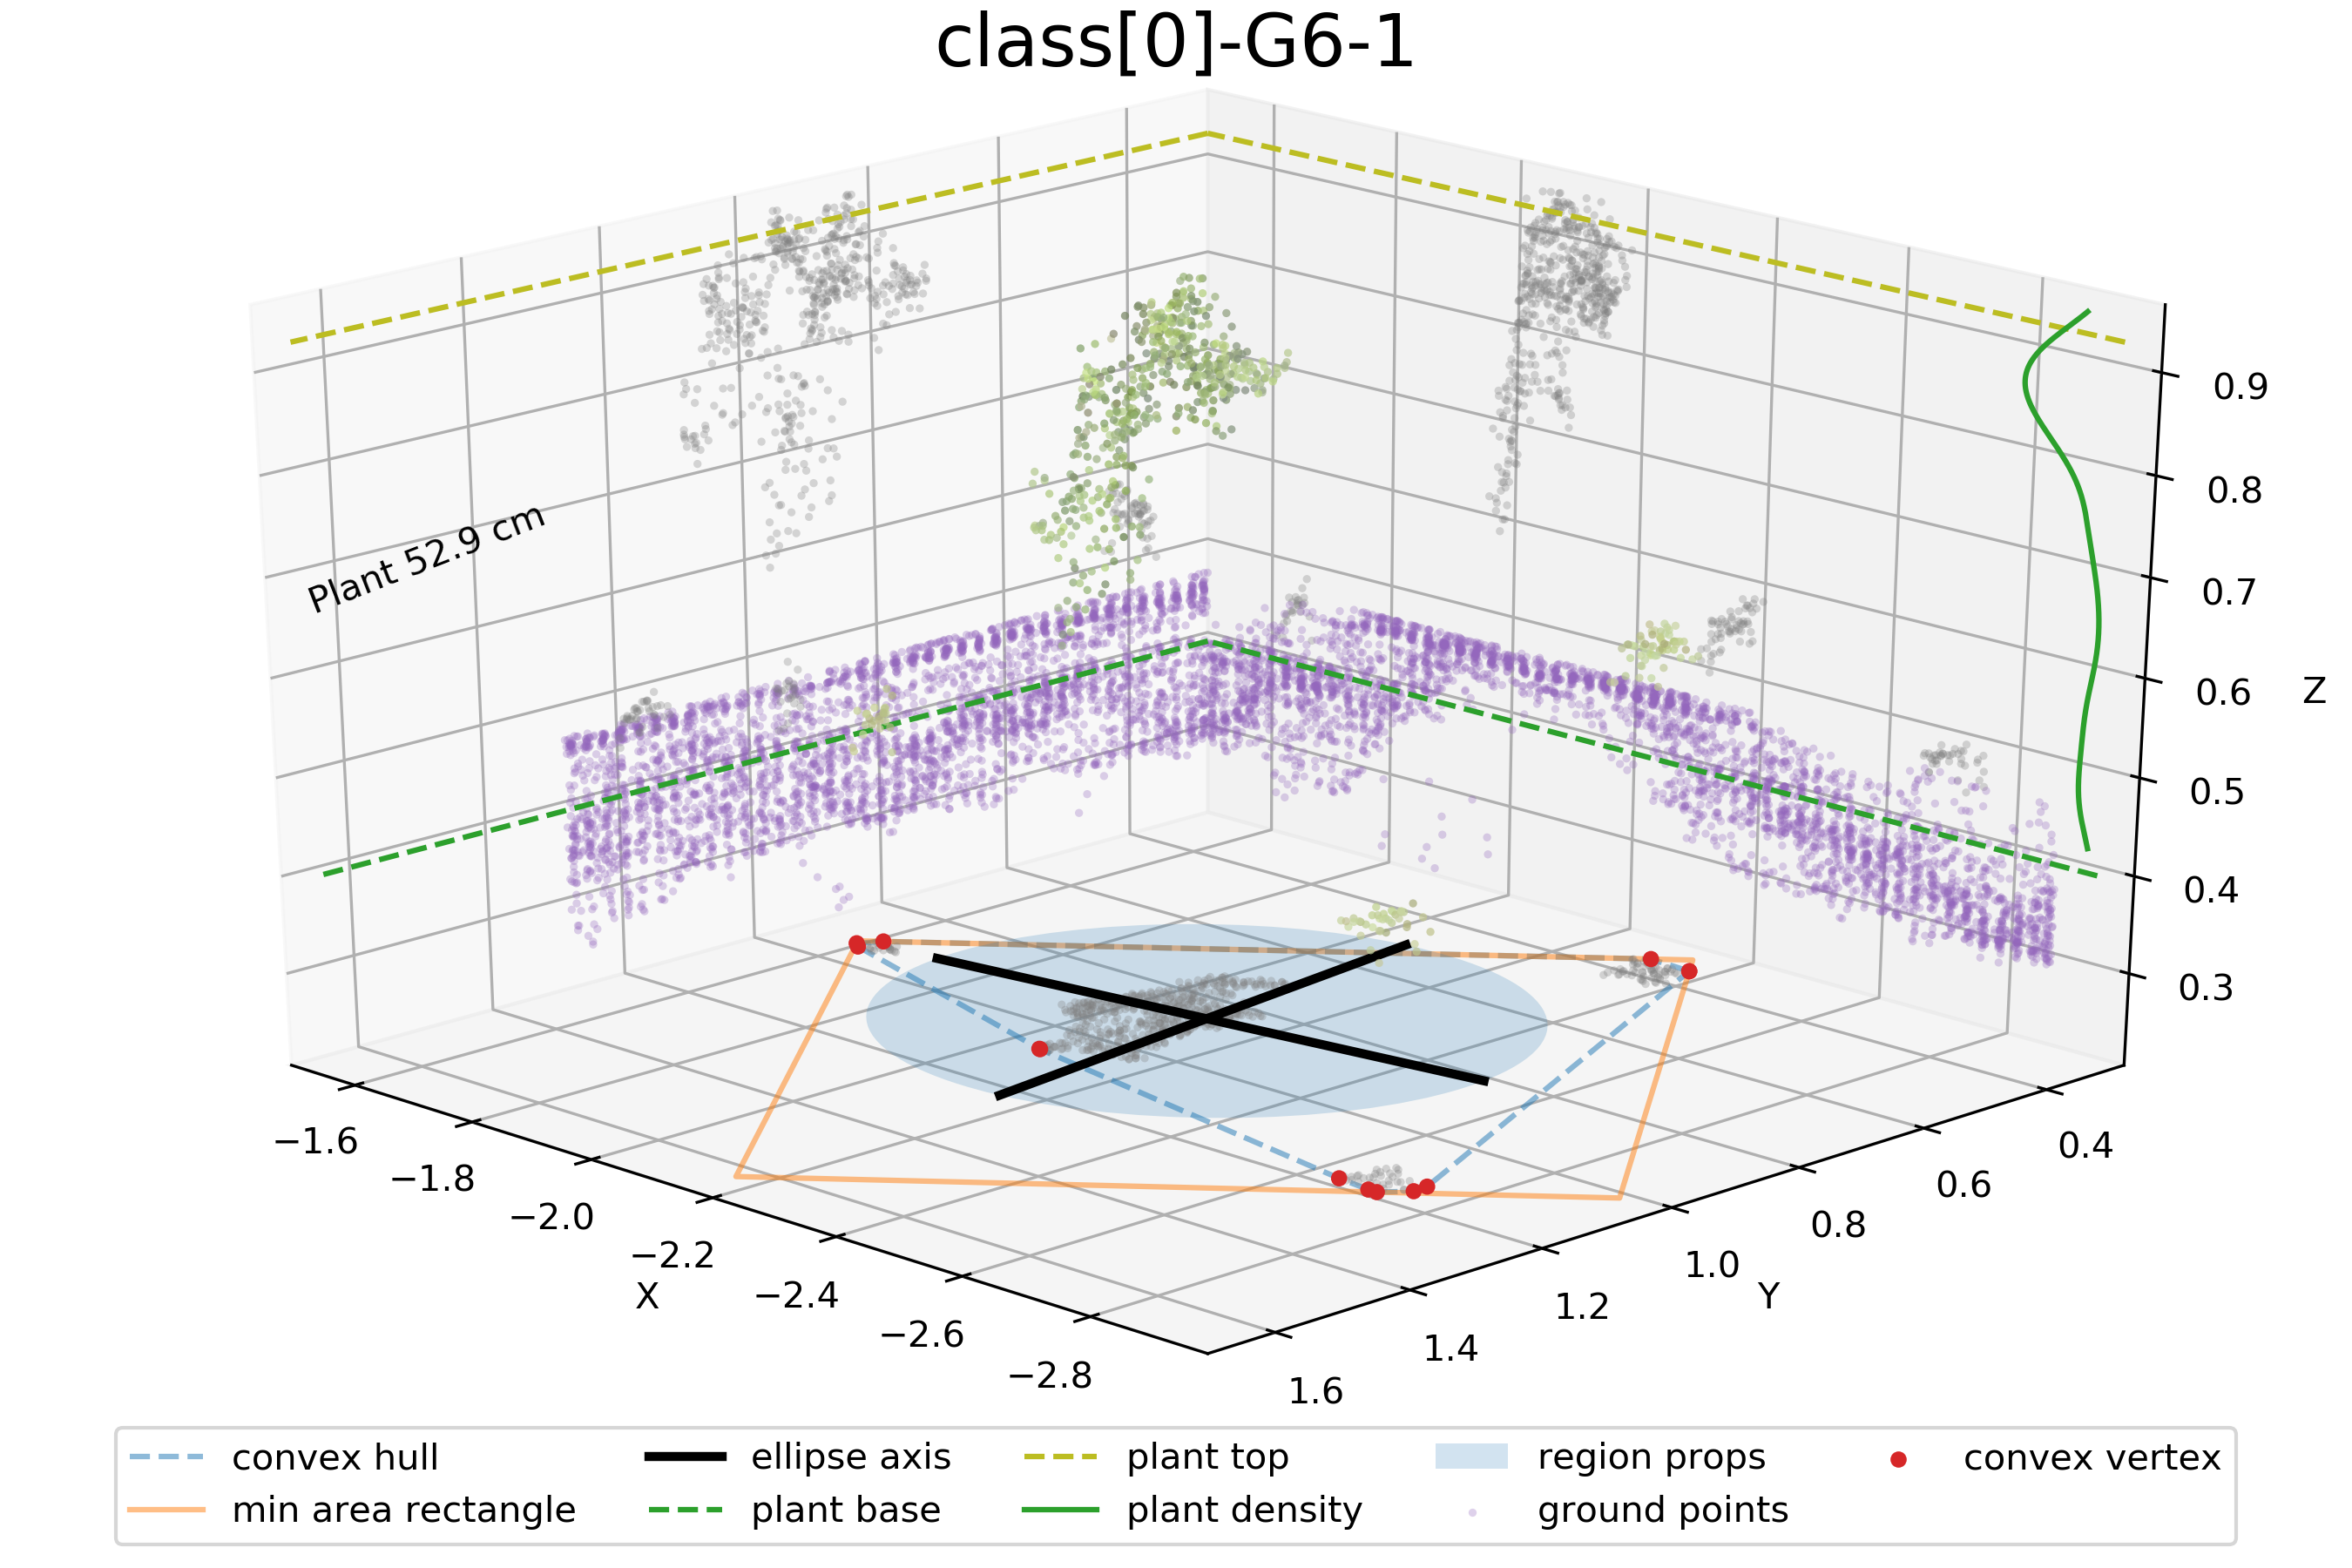 class[0]-G6-1
Plant 52.9 cm
0.9
0.8
0.7
0.6
0.5
0.4
0.3
Z
−1.6
−1.8
−2.0
−2.2
−2.4
−2.6
−2.8
X
0.4
0.6
0.8
1.0
1.2
1.4
1.6
Y
convex hull
min area rectangle
ellipse axis
plant base
plant top
plant density
region props
ground points
convex vertex